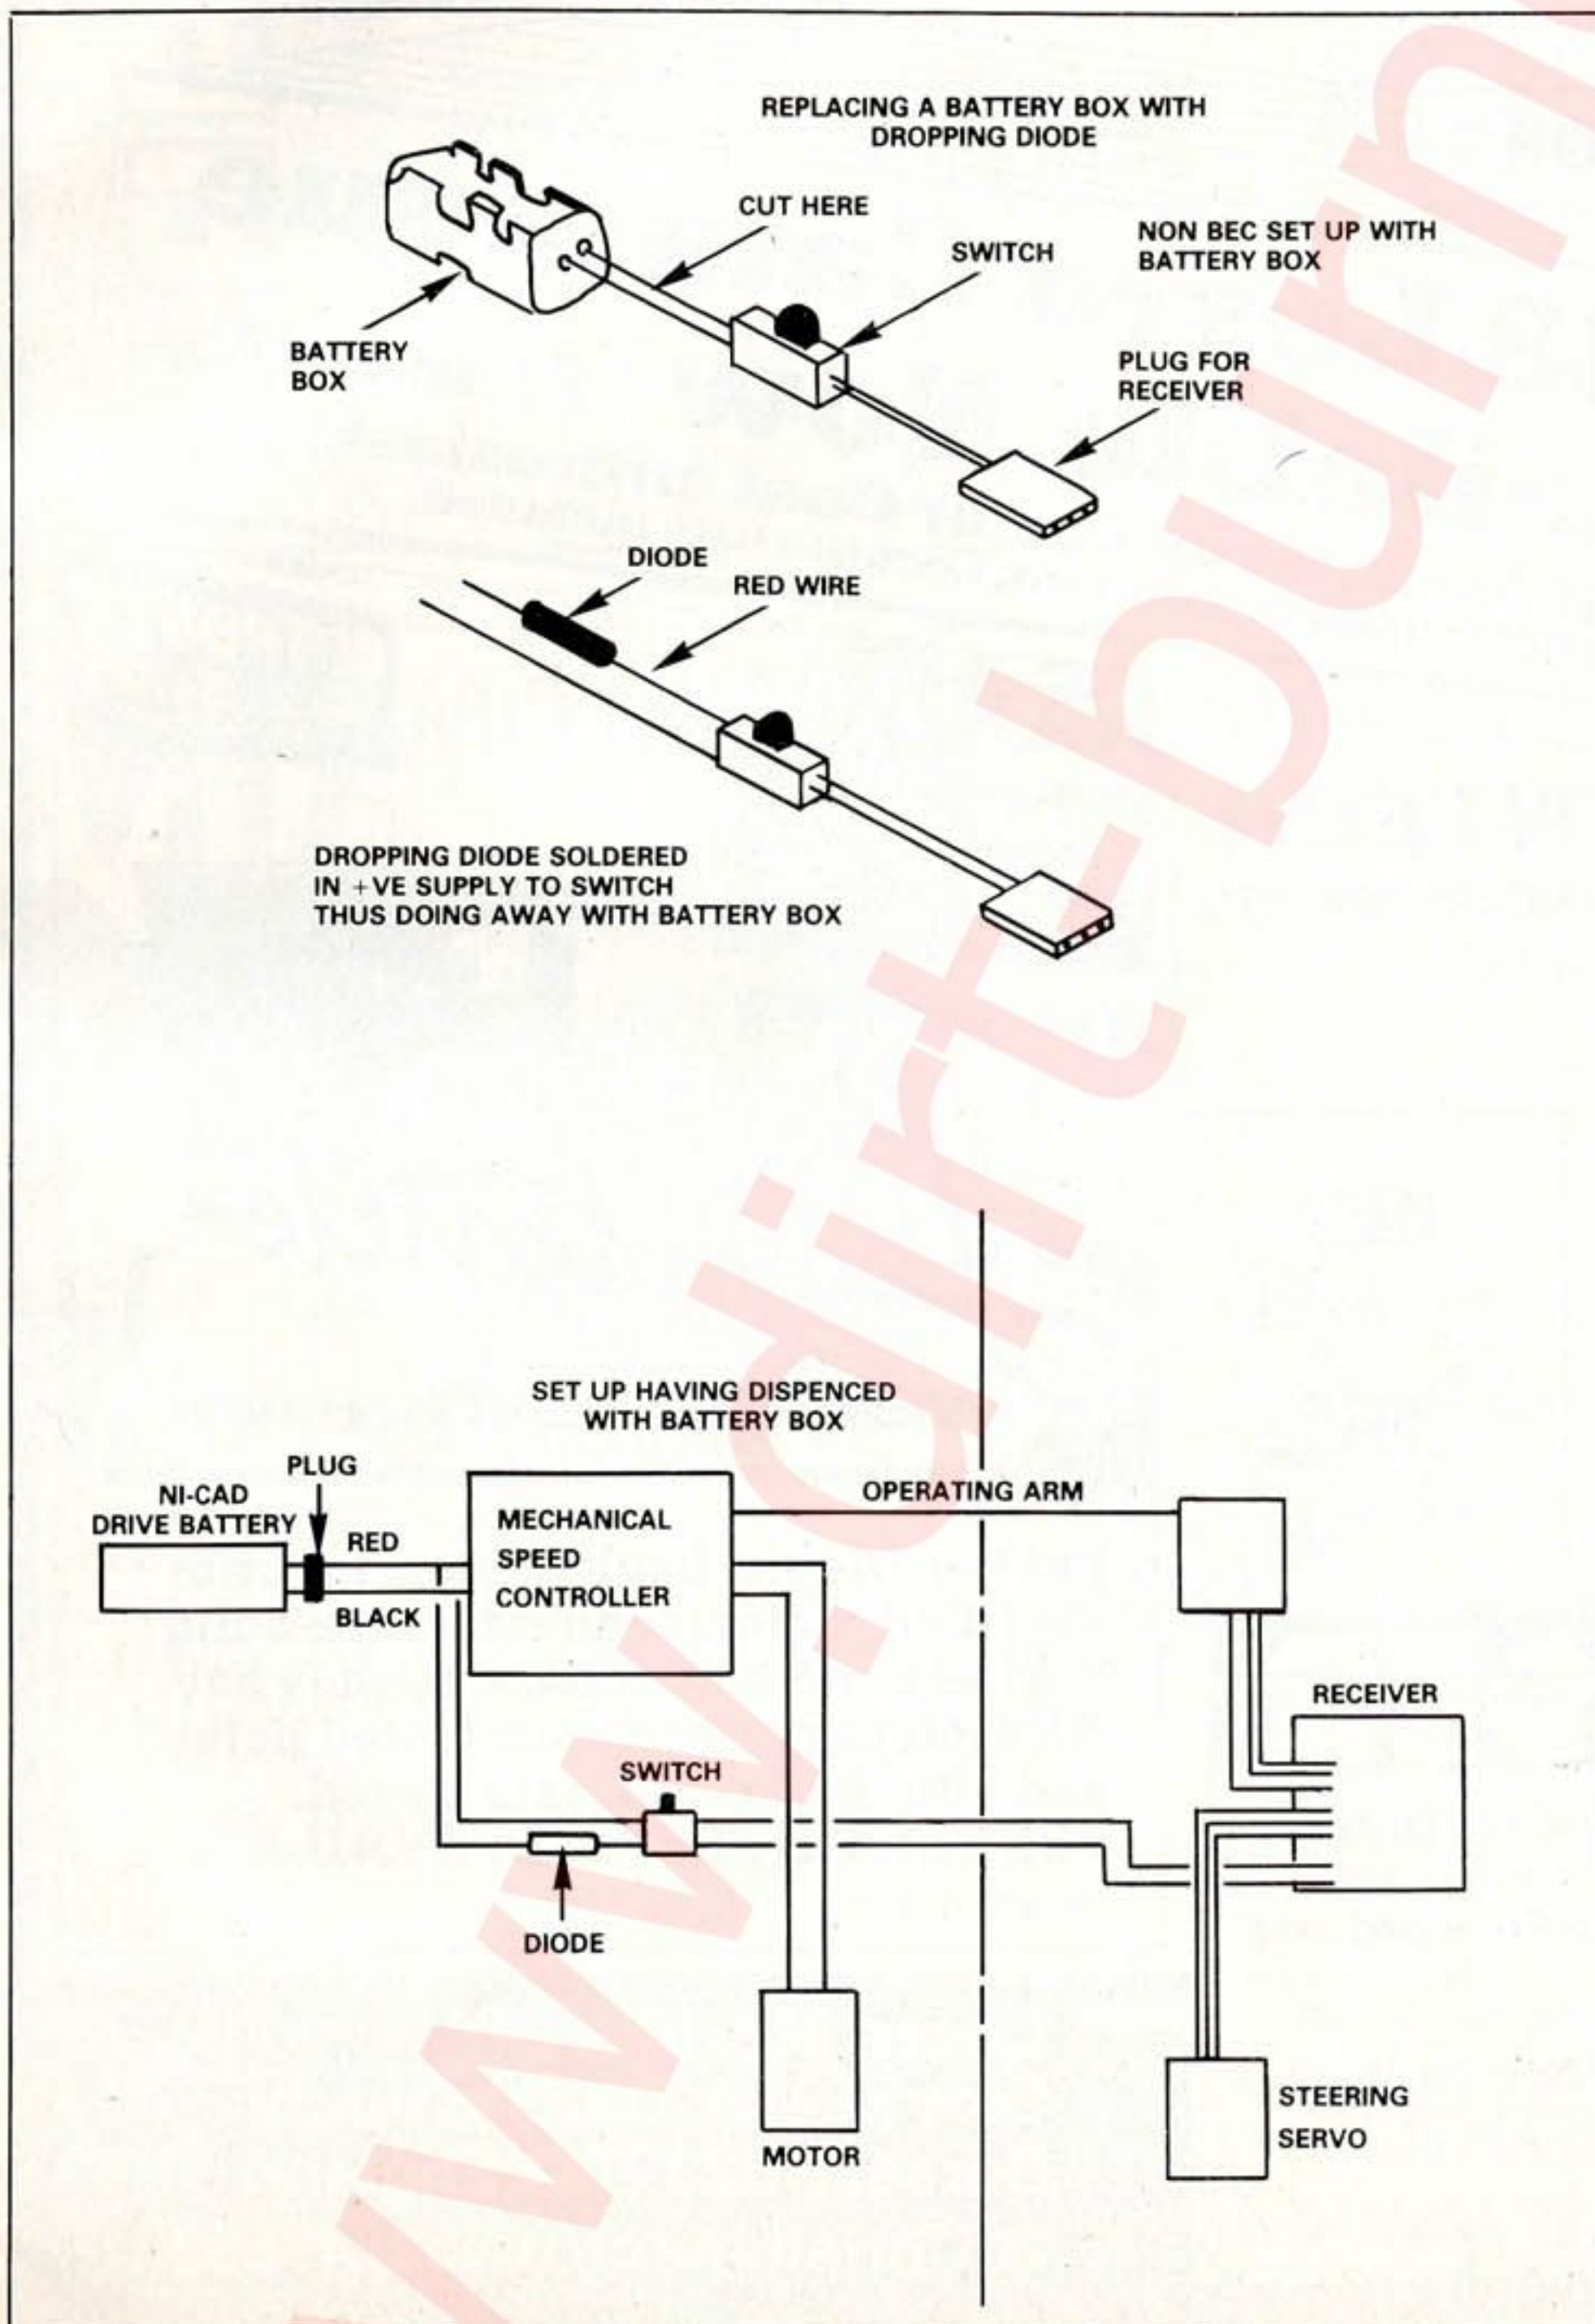 REPLACING A BATTERY BOX WITH
DROPPING DIODE
CUT HERE
SWITCH
NON BEC SET UP WITH
BATTERY BOX
BATTERY
BOX
PLUG FOR
RECEIVER
DIODE
RED WIRE
DROPPING DIODE SOLDERED
IN +VE SUPPLY TO SWITCH
THUS DOING AWAY WITH BATTERY BOX
SET UP HAVING DISPENCED
WITH BATTERY BOX
PLUG
NI-CAD
DRIVE BATTERY
RED
BLACK
MECHANICAL
SPEED
CONTROLLER
OPERATING ARM
RECEIVER
SWITCH
DIODE
MOTOR
STEERING
SERVO
www.dirt-burn